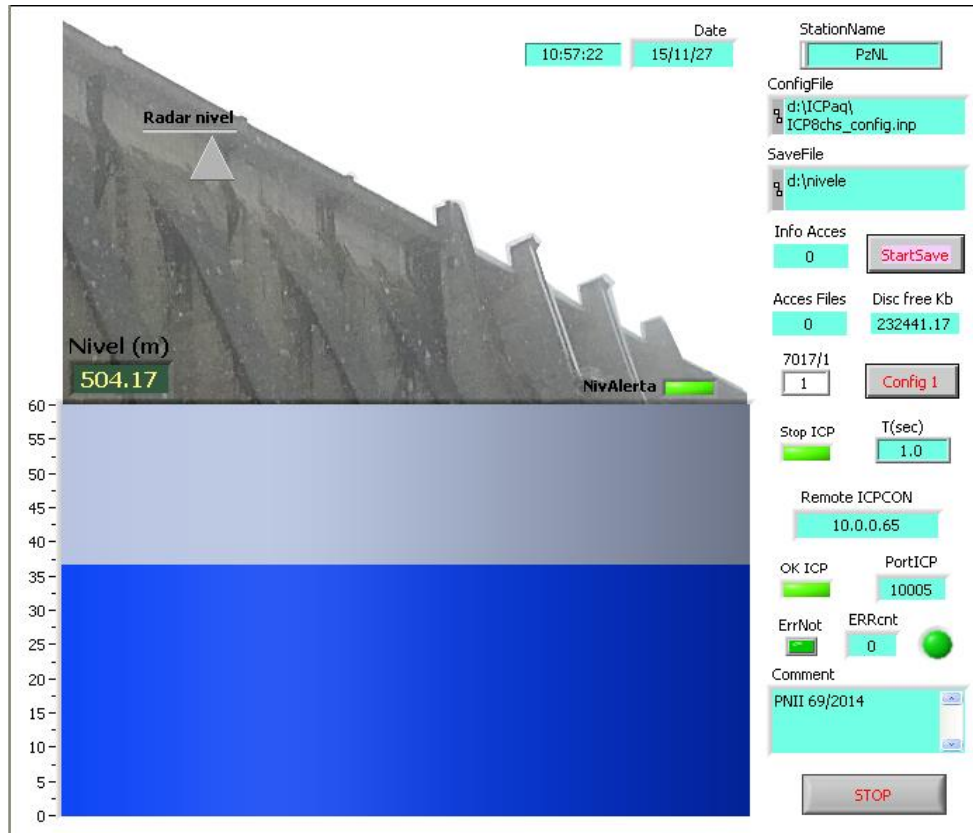 Date
10:57:22
15/11/27
StationName
PzNL
ConfigFile
d:\ICPaq\
ICP8chs_config.inp
SaveFile
d:\nivele
Radar nivel
Info Acces
0
StartSave
Acces Files
0
Disc free Kb
232441.17
Nivel (m)
504.17
NivAlerta
7017/1
1
Config 1
Stop ICP
T(sec)
1.0
Remote ICPCON
10.0.0.65
OK ICP
PortICP
10005
ErrNot
ERRcnt
0
Comment
PNII 69/2014
STOP
60
55
50
45
40
35
30
25
20
15
10
5
0